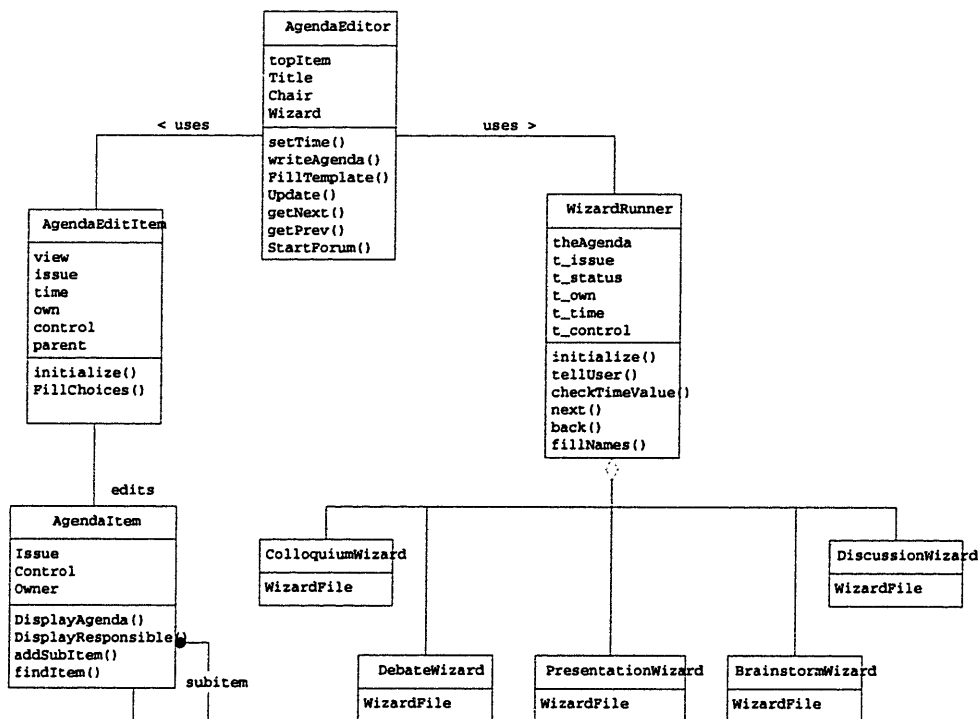 AgendaEditor
topItem
Title
Chair
Wizard
setTime()
writeAgenda()
FillTemplate()
Update()
getNext()
getPrev()
StartForum()
< uses
uses >
AgendaEditItem
view
issue
time
own
control
parent
initialize()
FillChoices()
WizardRunner
theAgenda
t_issue
t_status
t_own
t_time
t_control
initialize()
tellUser()
checkTimeValue()
next()
back()
fillNames()
edits
AgendaItem
Issue
Control
Owner
DisplayAgenda()
DisplayResponsible()
addSubItem()
findItem()
subitem
ColloquiumWizard
WizardFile
DiscussionWizard
WizardFile
DebateWizard
WizardFile
PresentationWizard
WizardFile
BrainstormWizard
WizardFile